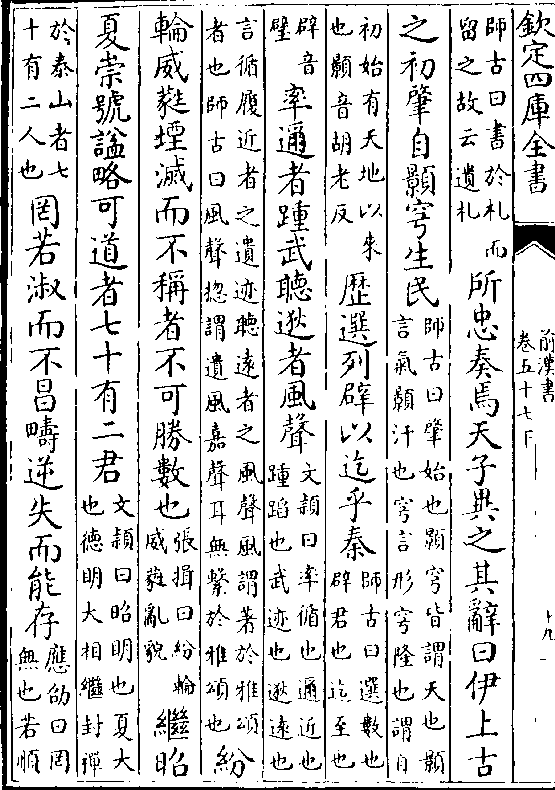 欽定四庫全書
前漢書
卷五十七下
十九
師古曰書於札
留之故云遺札
而所忠奏焉天子異之其辭曰伊上古
之初肇自顥穹生民
師古曰肇始也顥穹皆謂天也顥
言氣顥汗也穹言形穹隆也謂自
初始有天地以來
也顥音胡老反
歴選列辟以迄乎秦
師古曰選數也
辟君也迄至也
辟音
璧
率邇者踵武聽逖者風聲
文穎曰率循也邇近也
踵蹈也武迹也逖遠也
言循履近者之遺迹聽遠者之風聲風謂著於雅頌
者也師古曰風聲惣謂遺風嘉聲耳無繫於雅頌也
紛
輪威蕤堙滅而不稱者不可勝數也
張揖曰紛輪
威蕤亂貌
繼昭
夏崇號謚略可道者七十有二君
文穎曰昭明也夏大
也德明大相繼封禪
於泰山者七
十有二人也
罔若淑而不昌疇逆失而能存
應劭曰罔
無也若順